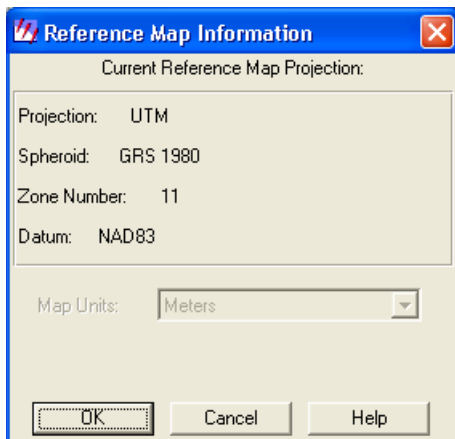 Reference Map Information
Current Reference Map Projection:
Projection: UTM
Spheroid: GRS 1980
Zone Number: 11
Datum: NAD83
Map Units: Meters
OK Cancel Help